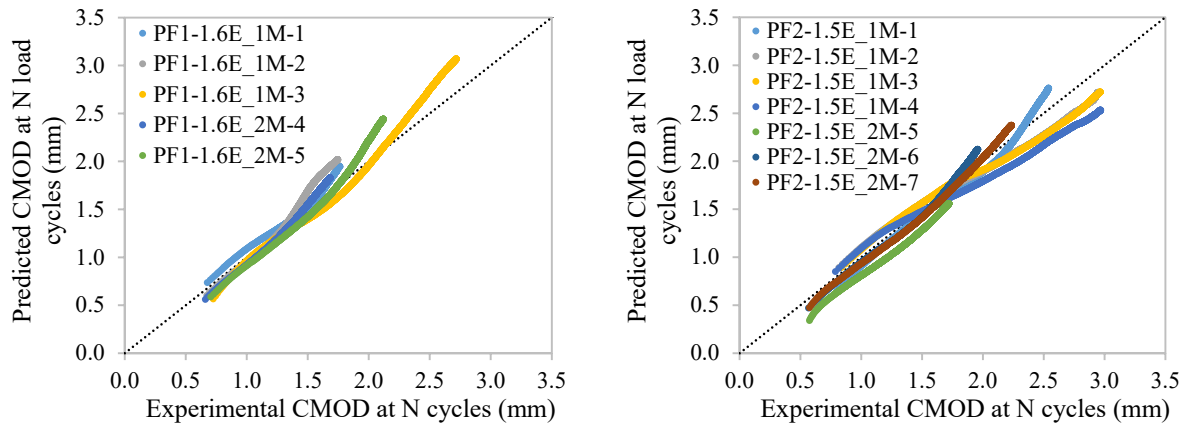 Predicted CMOD at N load
cycles (mm)
3.5
3.0
2.5
2.0
1.5
1.0
0.5
0.0
PF1-1.6E_1M-1
PF1-1.6E_1M-2
PF1-1.6E_1M-3
PF1-1.6E_2M-4
PF1-1.6E_2M-5
0.0 0.5 1.0 1.5 2.0 2.5 3.0 3.5
Experimental CMOD at N cycles (mm)
Predicted CMOD at N load
cycles (mm)
3.5
3.0
2.5
2.0
1.5
1.0
0.5
0.0
PF2-1.5E_1M-1
PF2-1.5E_1M-2
PF2-1.5E_1M-3
PF2-1.5E_1M-4
PF2-1.5E_2M-5
PF2-1.5E_2M-6
PF2-1.5E_2M-7
0.0 0.5 1.0 1.5 2.0 2.5 3.0 3.5
Experimental CMOD at N cycles (mm)